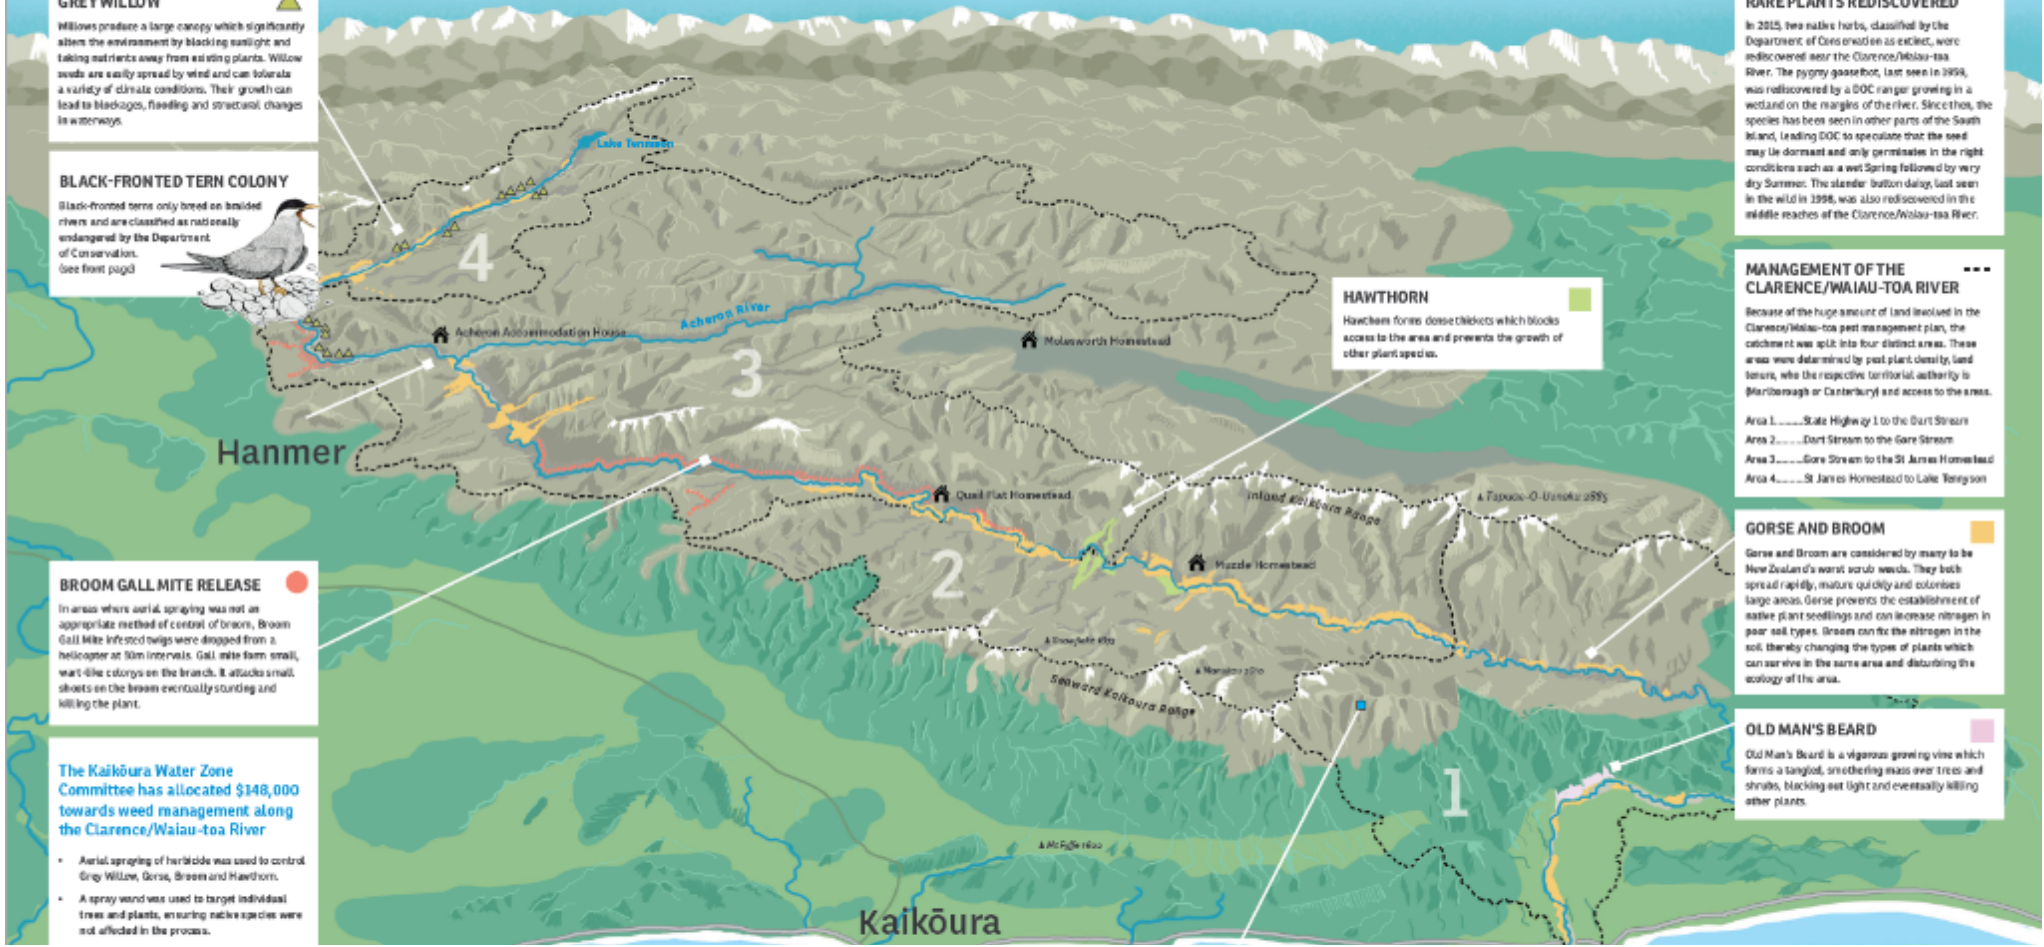 GREY WILLOW
Willows produce a large canopy which significantly
alters the environment by blocking sunlight and
taking nutrients away from existing plants. Willow
seeds are easily spread by wind and can tolerate
a variety of climate conditions. Their growth can
lead to blockages, flooding and structural changes
in waterways.
BLACK-FRONTED TERN COLONY
Black-fronted terns only breed on braided
rivers and are classified as nationally
endangered by the Department
of Conservation.
(see front page)
BROOM GALL MITE RELEASE
In areas where aerial spraying was not an
appropriate method of control of broom, Broom
Gall Mite infested twigs were dropped from a
helicopter at 50m intervals. Gall mite form small,
wart-like colonys on the branch. It attacks small
shoots on the broom eventually stunting and
killing the plant.
The Kaikōura Water Zone
Committee has allocated $148,000
towards weed management along
the Clarence/Waiau-toa River
• Aerial spraying of herbicide was used to control
Grey Willow, Gorse, Broom and Hawthorn.
• A spray wand was used to target individual
trees and plants, ensuring native species were
not affected in the process.
Lake Tennyson
4
Acheron Accommodation House
Acheron River
3
Molesworth Homestead
Hanmer
Quail Flat Homestead
Inland Kaikōura Range
Tapuae-O-Uenuku 2885
2
Muzzle Homestead
Manakau 2610
Seaward Kaikōura Range
1
Mt Fyffe 1602
Kaikōura
HAWTHORN
Hawthorn forms dense thickets which blocks
access to the area and prevents the growth of
other plant species.
RARE PLANTS REDISCOVERED
In 2015, two native herbs, classified by the
Department of Conservation as extinct, were
rediscovered near the Clarence/Waiau-toa
River. The pygmy goosefoot, last seen in 1959,
was rediscovered by a DOC ranger growing in a
wetland on the margins of the river. Since then, the
species has been seen in other parts of the South
Island, leading DOC to speculate that the seed
may lie dormant and only germinates in the right
conditions such as a wet Spring followed by very
dry Summer. The slender button daisy, last seen
in the wild in 1998, was also rediscovered in the
middle reaches of the Clarence/Waiau-toa River.
MANAGEMENT OF THE
CLARENCE/WAIAU-TOA RIVER
Because of the huge amount of land involved in the
Clarence/Waiau-toa pest management plan, the
catchment was split into four distinct areas. These
areas were determined by pest plant density, land
tenure, who the respective territorial authority is
(Marlborough or Canterbury) and access to the areas.
Area 1.........State Highway 1 to the Dart Stream
Area 2.........Dart Stream to the Gore Stream
Area 3.........Gore Stream to the St James Homestead
Area 4.........St James Homestead to Lake Tennyson
GORSE AND BROOM
Gorse and Broom are considered by many to be
New Zealand's worst scrub weeds. They both
spread rapidly, mature quickly and colonises
large areas. Gorse prevents the establishment of
native plant seedlings and can increase nitrogen in
poor soil types. Broom can fix the nitrogen in the
soil thereby changing the types of plants which
can survive in the same area and disturbing the
ecology of the area.
OLD MAN'S BEARD
Old Man's Beard is a vigorous growing vine which
forms a tangled, smothering mass over trees and
shrubs, blocking out light and eventually killing
other plants.